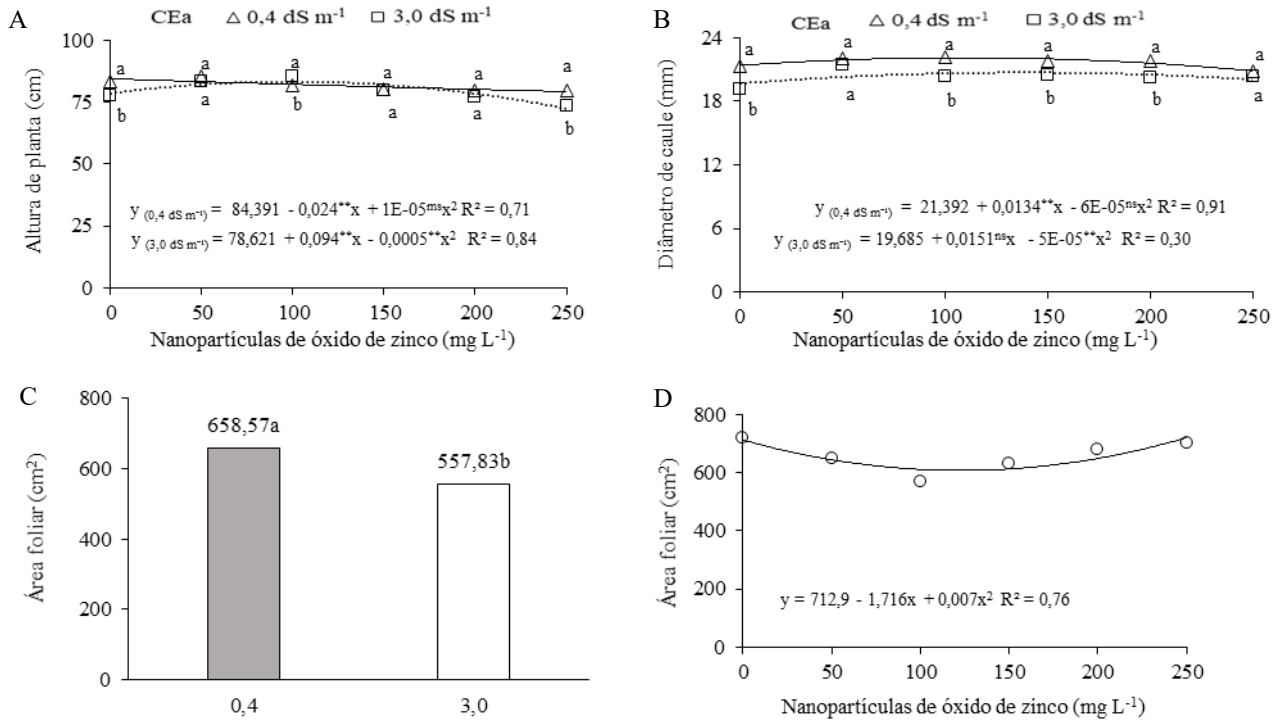 A
CEa △ 0,4 dS m⁻¹ □ 3,0 dS m⁻¹
Altura de planta (cm)
100
75
50
25
0
a a a a a a
b a b a a b
y (0,4 dS m⁻¹) = 84,391 - 0,024**x + 1E-05ⁿˢx² R² = 0,71
y (3,0 dS m⁻¹) = 78,621 + 0,094**x - 0,0005**x² R² = 0,84
0 50 100 150 200 250
Nanopartículas de óxido de zinco (mg L⁻¹)
B
CEa △ 0,4 dS m⁻¹ □ 3,0 dS m⁻¹
Diâmetro de caule (mm)
24
18
12
6
0
a a a a a a
b a b b b a
y (0,4 dS m⁻¹) = 21,392 + 0,0134**x - 6E-05ⁿˢx² R² = 0,91
y (3,0 dS m⁻¹) = 19,685 + 0,0151ⁿˢx - 5E-05**x² R² = 0,30
0 50 100 150 200 250
Nanopartículas de óxido de zinco (mg L⁻¹)
C
Área foliar (cm²)
800
600
400
200
0
658,57a
557,83b
0,4 3,0
D
Área foliar (cm²)
800
600
400
200
0
y = 712,9 - 1,716x + 0,007x² R² = 0,76
0 50 100 150 200 250
Nanopartículas de óxido de zinco (mg L⁻¹)